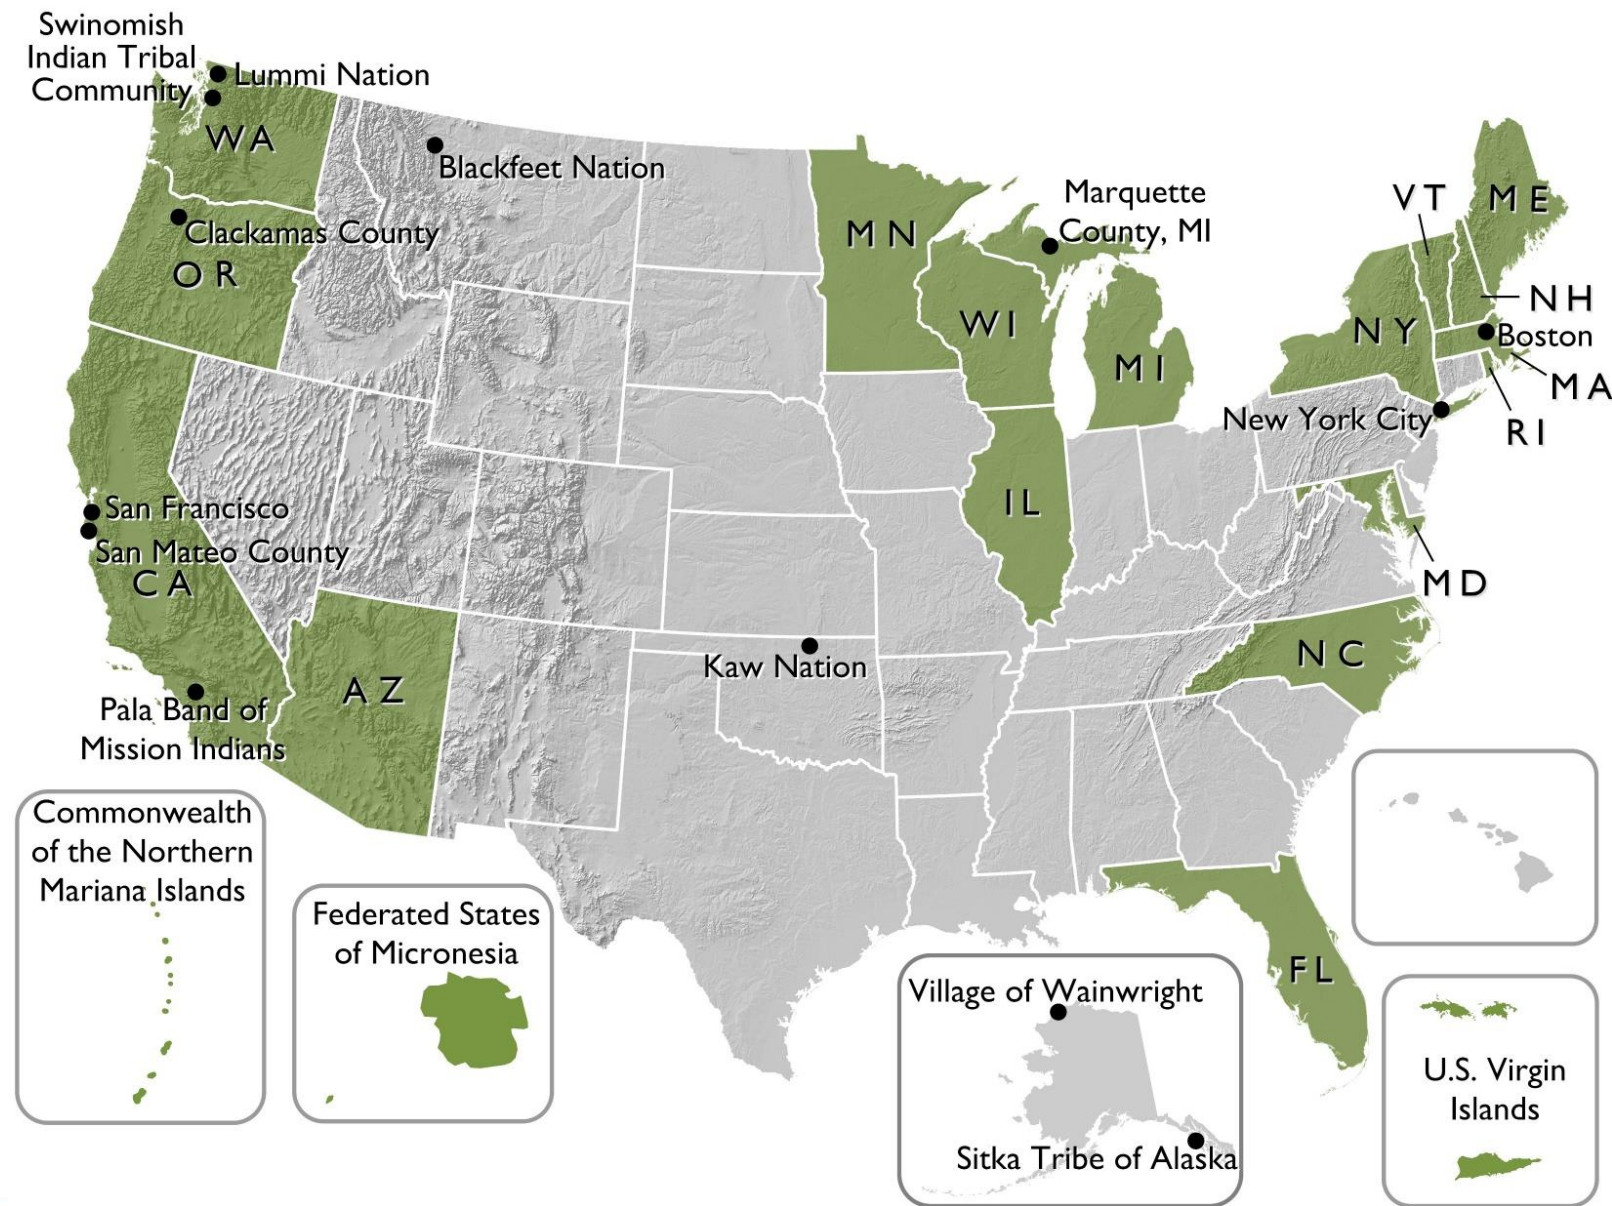 Swinomish
Indian Tribal
Community
Lummi Nation
WA
Blackfeet Nation
Clackamas County
OR
MN
Marquette
County, MI
WI
MI
VT
ME
NH
NY
Boston
MA
New York City
RI
IL
MD
San Francisco
San Mateo County
CA
Kaw Nation
NC
AZ
Pala Band of
Mission Indians
Commonwealth
of the Northern
Mariana Islands
Federated States
of Micronesia
Village of Wainwright
Sitka Tribe of Alaska
FL
U.S. Virgin
Islands